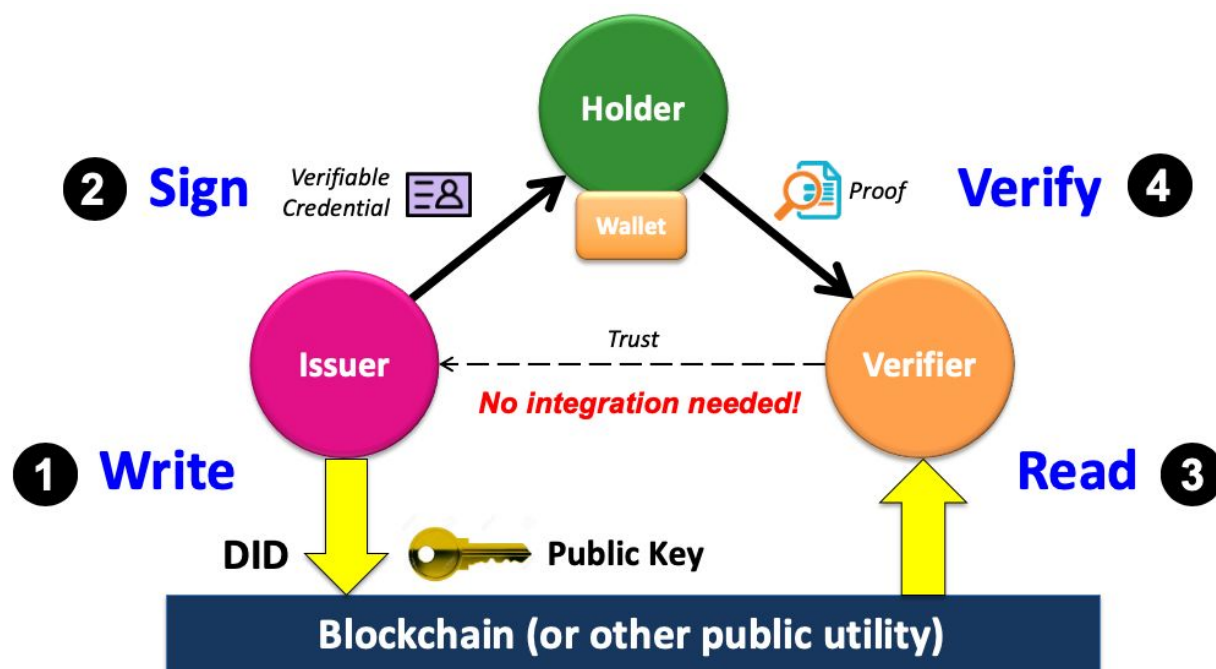 Holder
2 Sign
Verifiable
Credential
Proof
Verify 4
Wallet
Trust
Issuer
Verifier
No integration needed!
1 Write
Read 3
DID
Public Key
Blockchain (or other public utility)